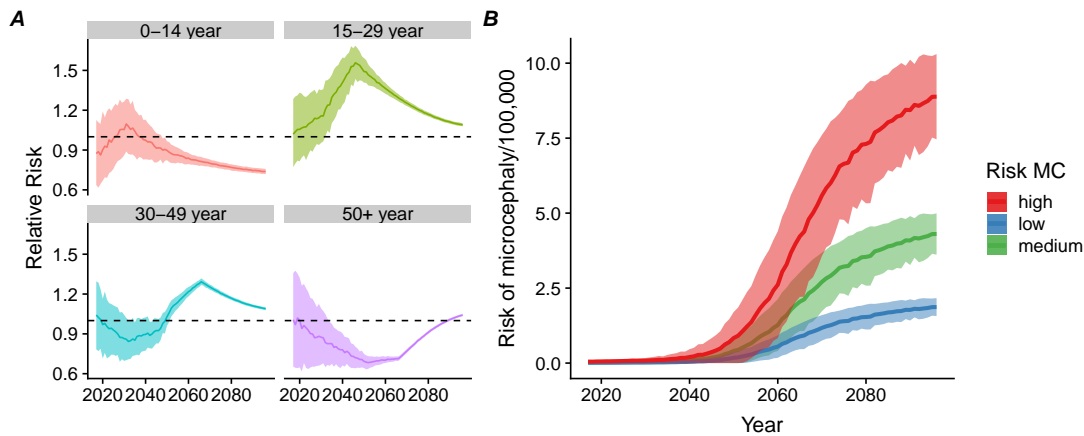 A
0−14 year
15−29 year
1.5
1.2
0.9
0.6
30−49 year
50+ year
1.5
1.2
0.9
0.6
2020 2040 2060 2080
2020 2040 2060 2080
Relative Risk
B
10.0
7.5
5.0
2.5
0.0
2020
2040
2060
2080
Year
Risk of microcephaly/100,000
Risk MC
high
low
medium